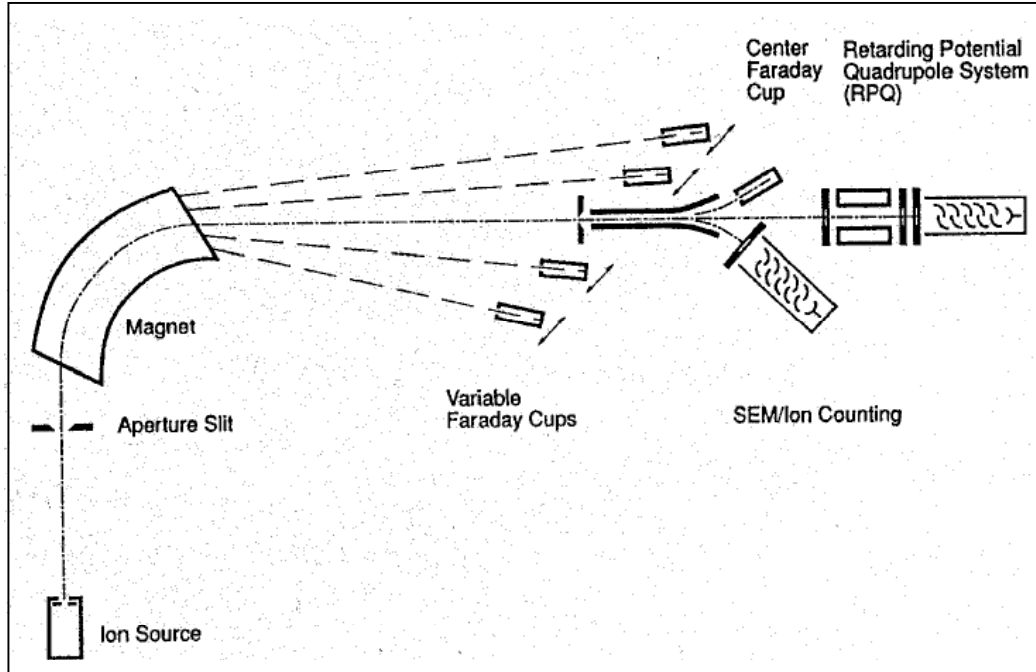 Center
Faraday
Cup
Retarding Potential
Quadrupole System
(RPQ)
Magnet
Variable
Faraday Cups
Aperture Slit
SEM/Ion Counting
Ion Source